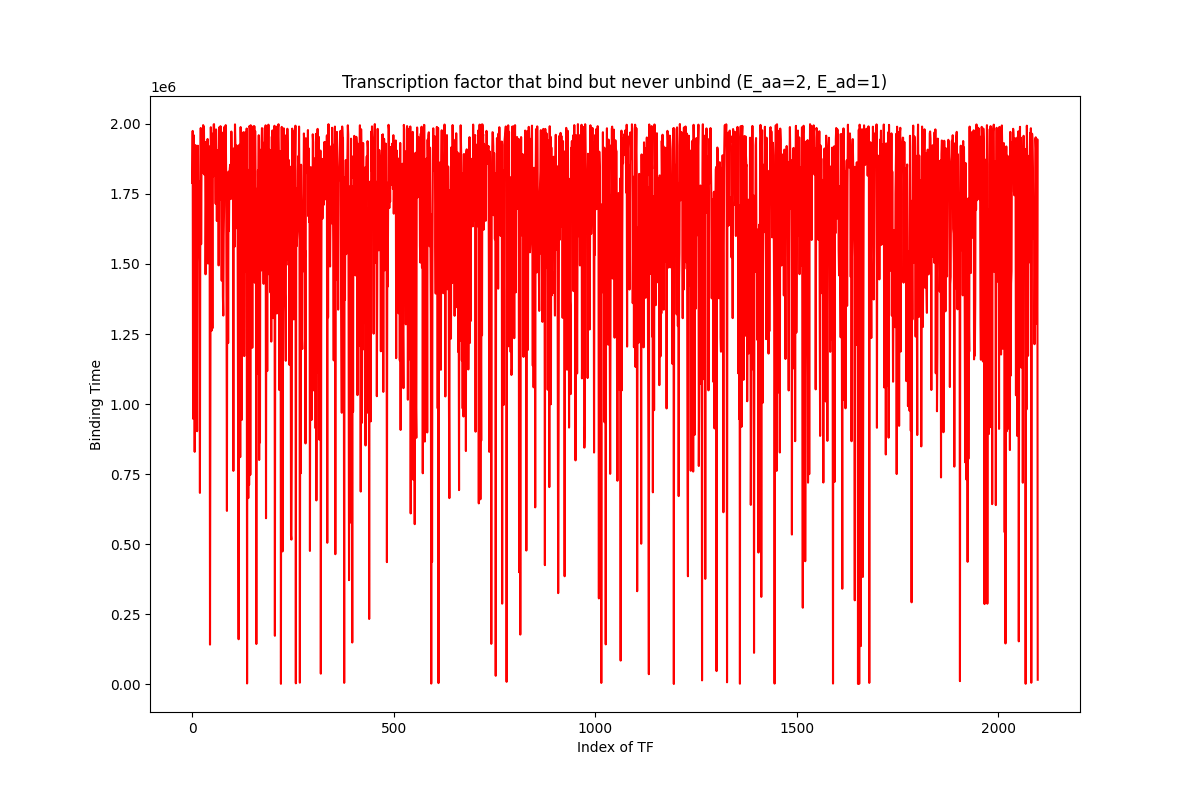 Transcription factor that bind but never unbind (E_aa=2, E_ad=1)
1e6
2.00
1.75
1.50
1.25
1.00
0.75
0.50
0.25
0.00
Binding Time
0 500 1000 1500 2000
Index of TF